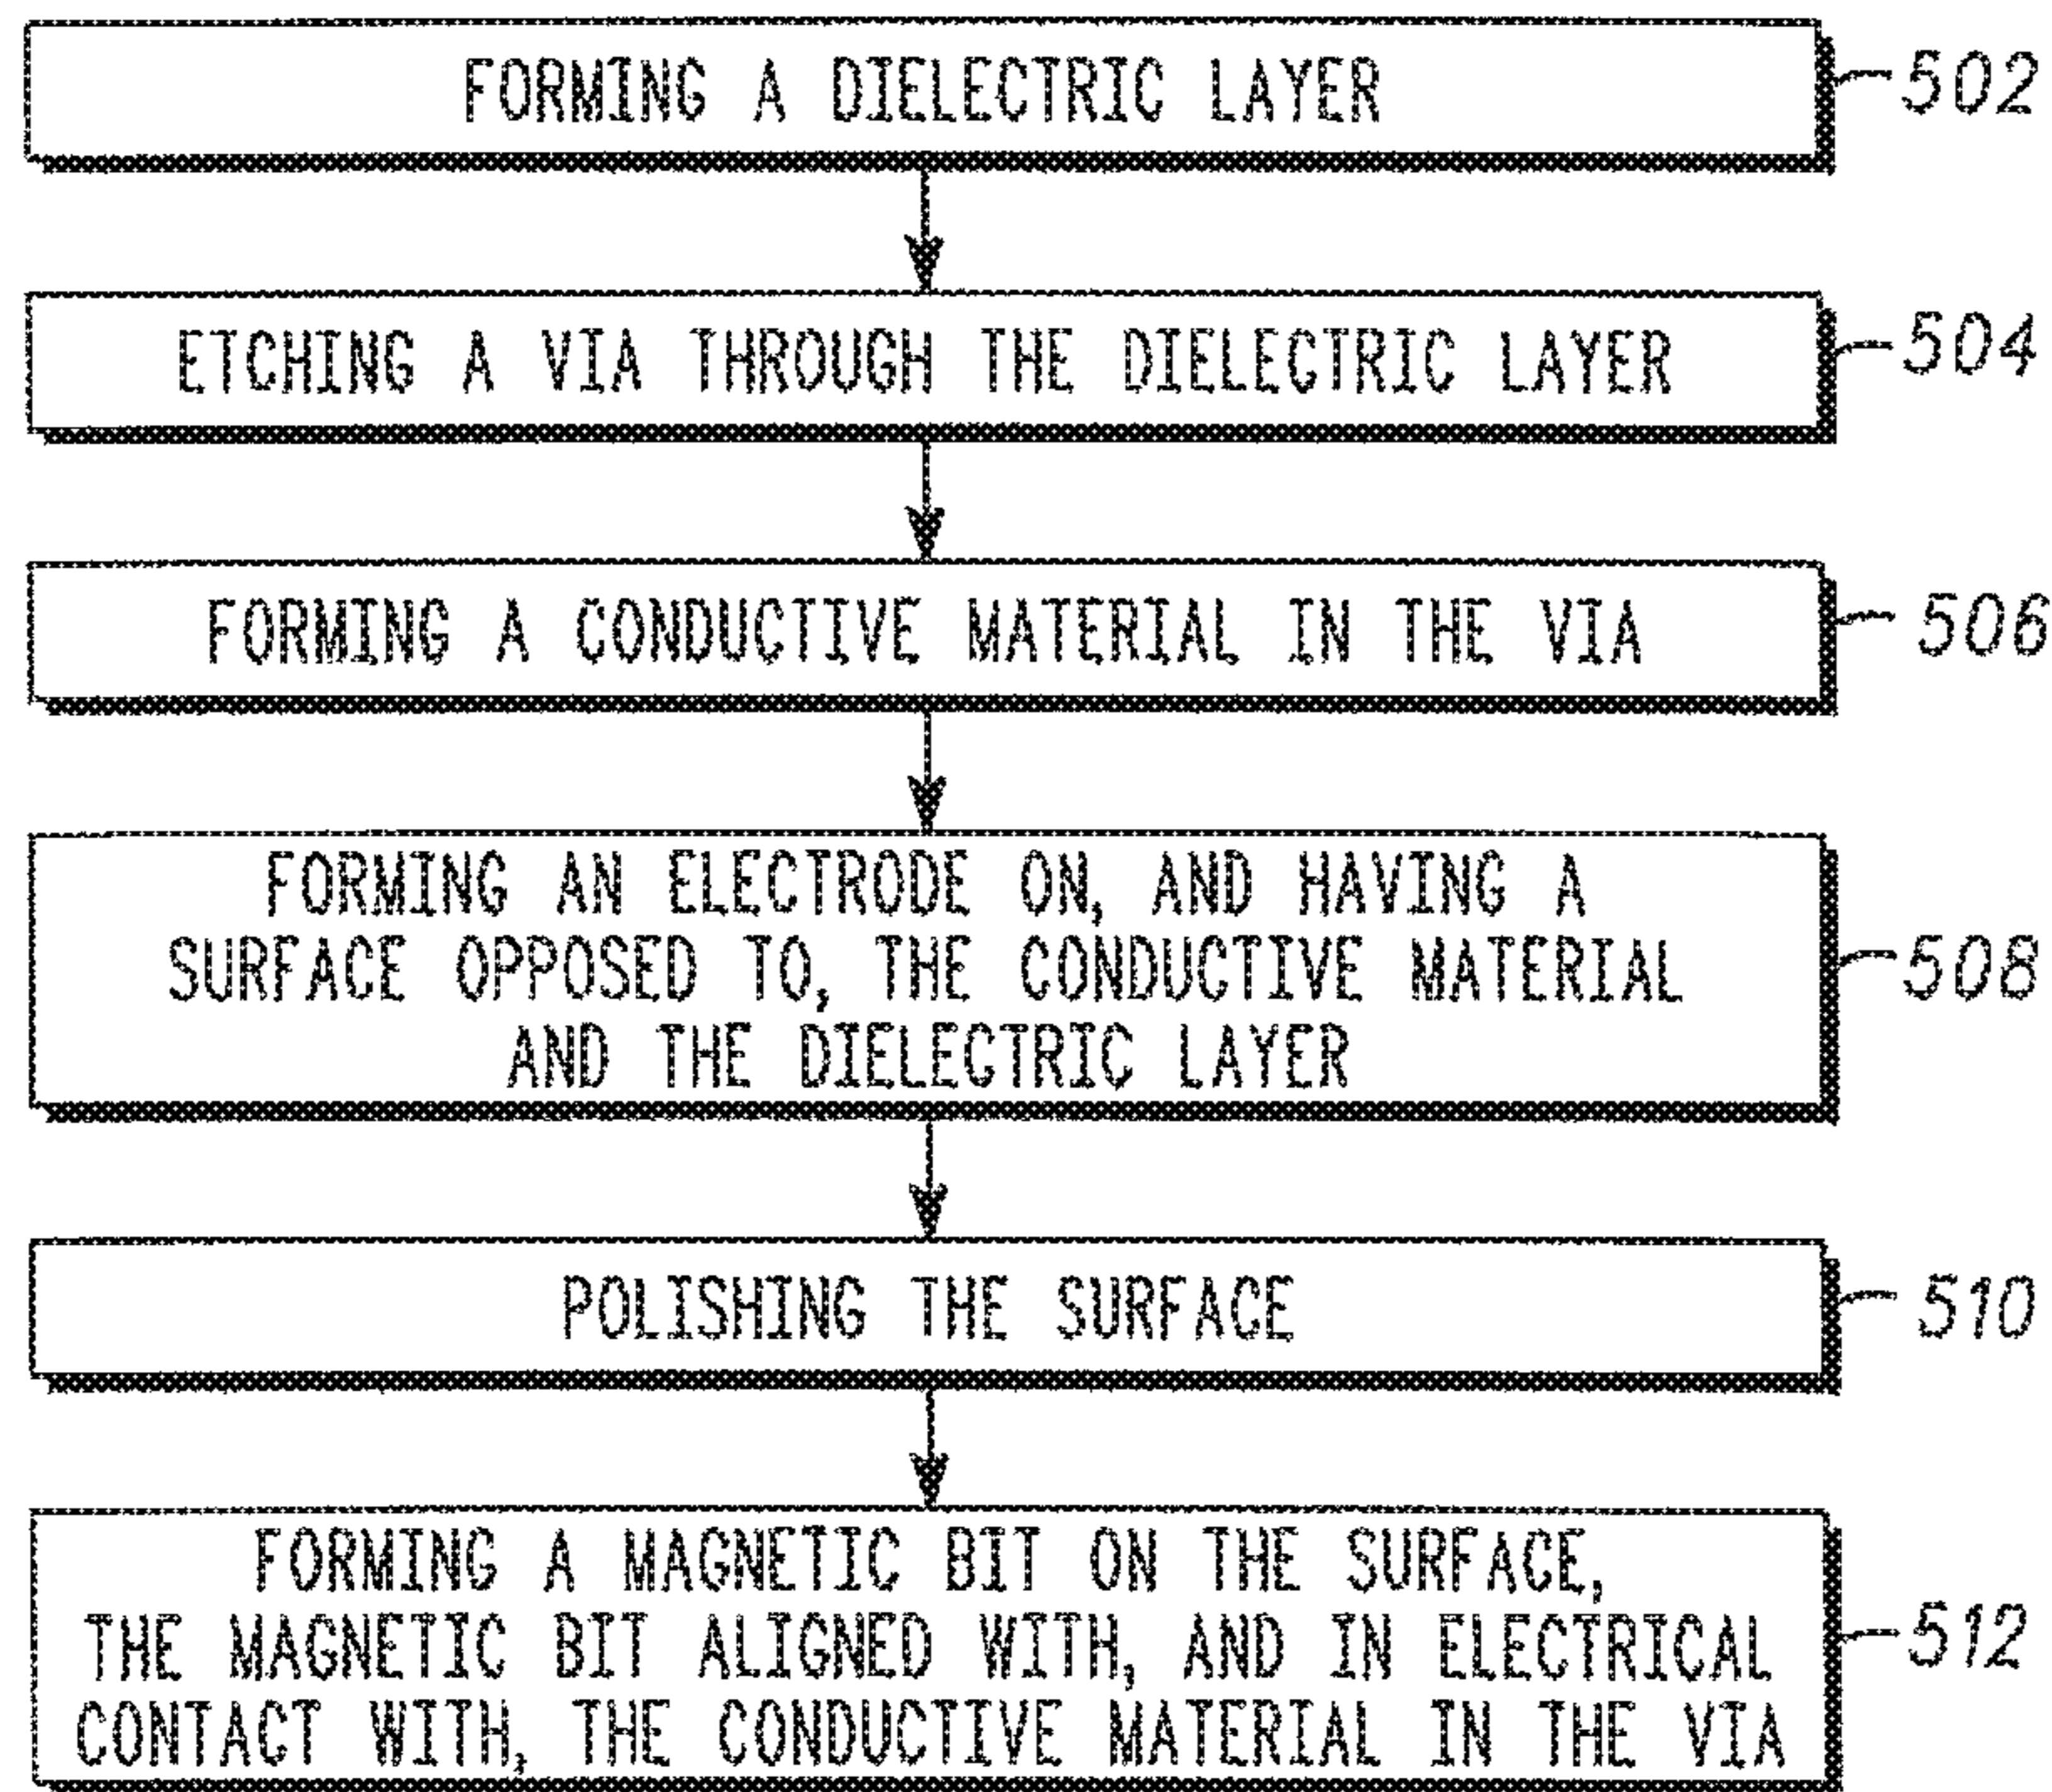 FORMING A DIELECTRIC LAYER
502
ETCHING A VIA THROUGH THE DIELECTRIC LAYER
504
FORMING A CONDUCTIVE MATERIAL IN THE VIA
506
FORMING AN ELECTRODE ON, AND HAVING A
SURFACE OPPOSED TO, THE CONDUCTIVE MATERIAL
AND THE DIELECTRIC LAYER
508
POLISHING THE SURFACE
510
FORMING A MAGNETIC BIT ON THE SURFACE,
THE MAGNETIC BIT ALIGNED WITH, AND IN ELECTRICAL
CONTACT WITH, THE CONDUCTIVE MATERIAL IN THE VIA
512